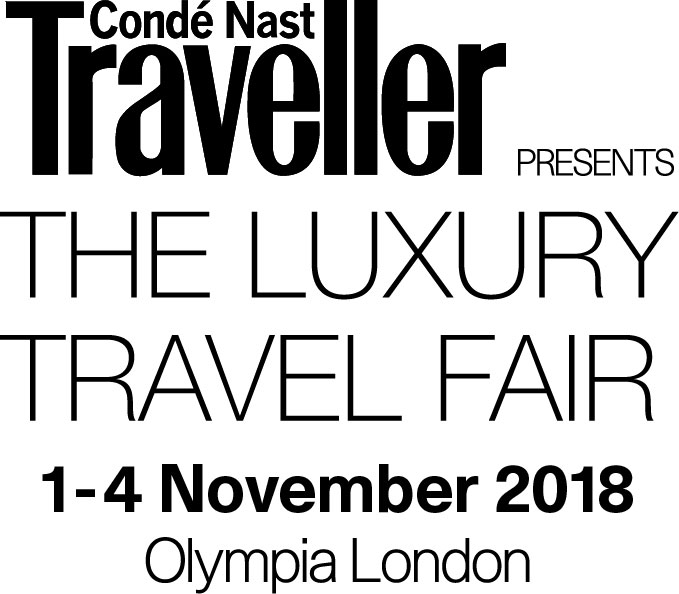 Condé Nast
Traveller
PRESENTS
THE LUXURY
TRAVEL FAIR
1-4 November 2018
Olympia London